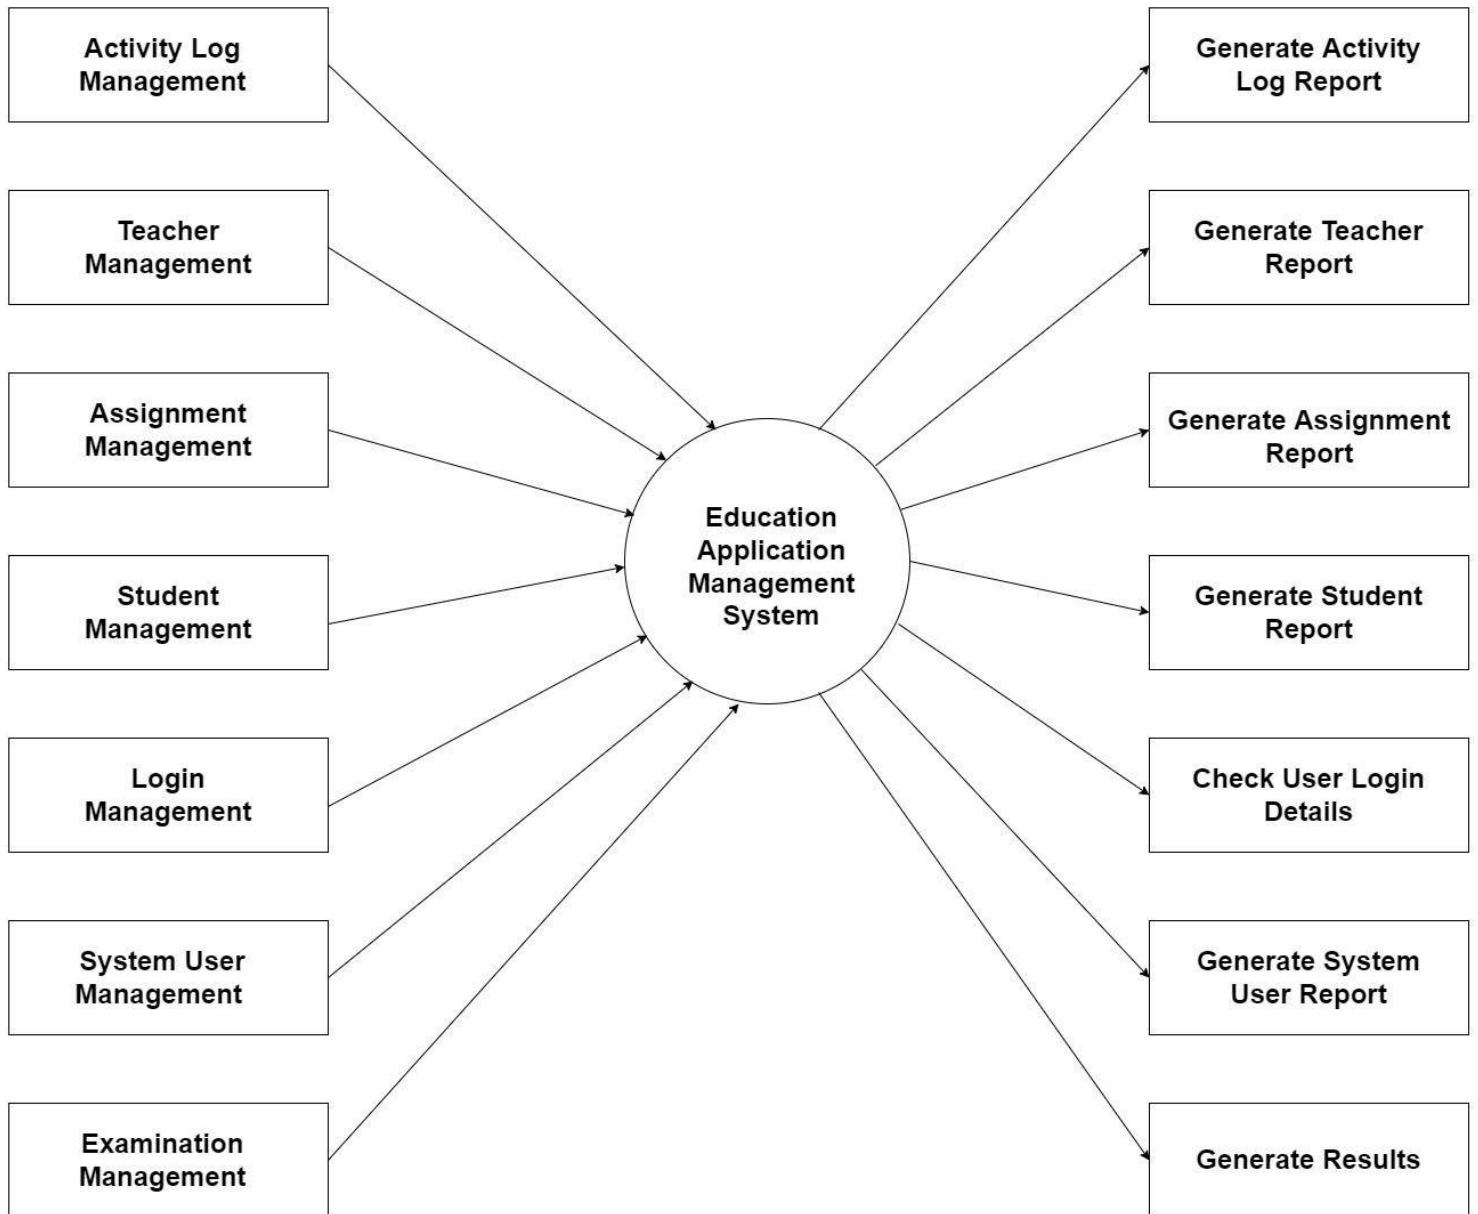 Activity Log
Management
Teacher
Management
Assignment
Management
Student
Management
Login
Management
System User
Management
Examination
Management
Education
Application
Management
System
Generate Activity
Log Report
Generate Teacher
Report
Generate Assignment
Report
Generate Student
Report
Check User Login
Details
Generate System
User Report
Generate Results